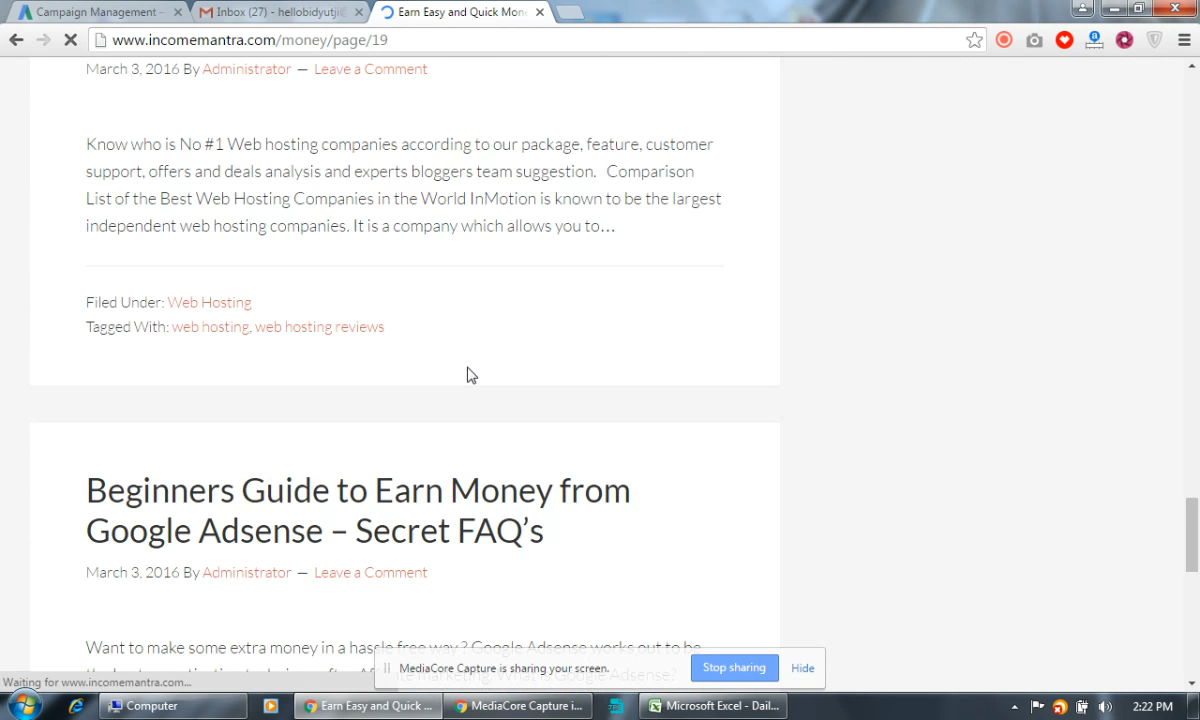 Campaign Management -
Inbox (27) - hellobidyutji@
Earn Easy and Quick Mon
www.incomemantra.com/money/page/19
March 3, 2016 By Administrator — Leave a Comment
Know who is No #1 Web hosting companies according to our package, feature, customer
support, offers and deals analysis and experts bloggers team suggestion. Comparison
List of the Best Web Hosting Companies in the World InMotion is known to be the largest
independent web hosting companies. It is a company which allows you to…
Filed Under: Web Hosting
Tagged With: web hosting, web hosting reviews
Beginners Guide to Earn Money from
Google Adsense – Secret FAQ's
March 3, 2016 By Administrator — Leave a Comment
Want to make some extra money in a hassle free way ? Google Adsense works out to be
marketing. What is Google Adsense?
MediaCore Capture is sharing your screen.
Stop sharing
Hide
Waiting for www.incomemantra.com...
Computer
Earn Easy and Quick ...
MediaCore Capture i...
Microsoft Excel - Dail...
2:22 PM